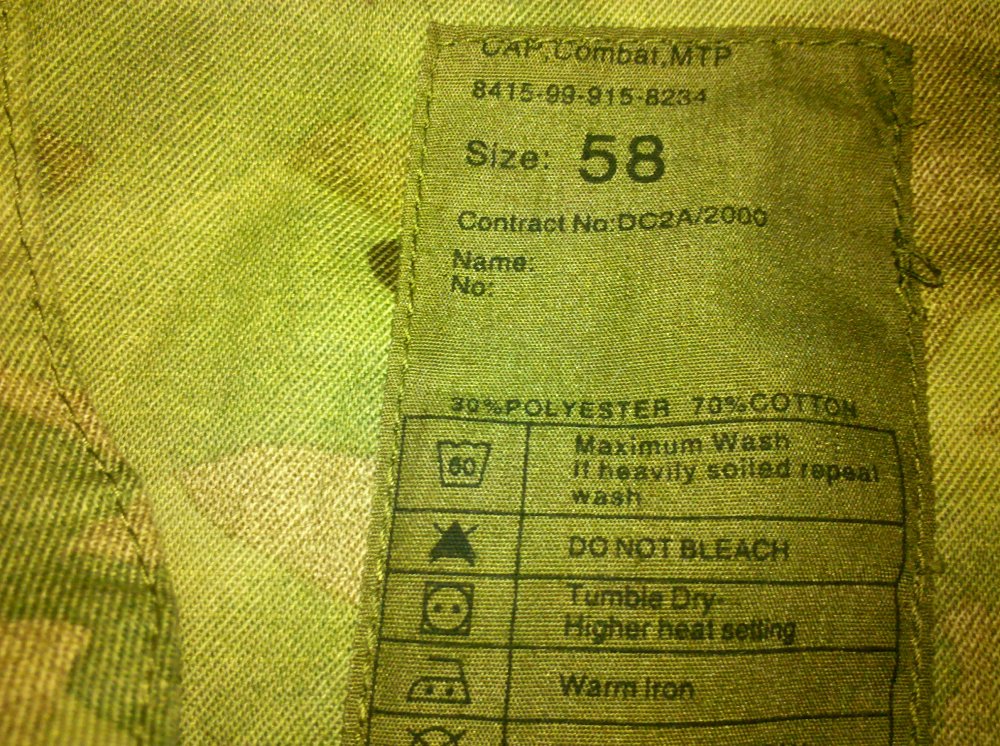 CAP,Combat,MTP
8415-99-915-8234
Size: 58
Contract No:DC2A/2000
Name:
No:
30%POLYESTER 70%COTTON
60
Maximum Wash
If heavily soiled repeat
wash
DO NOT BLEACH
Tumble Dry-
Higher heat setting
Warm Iron